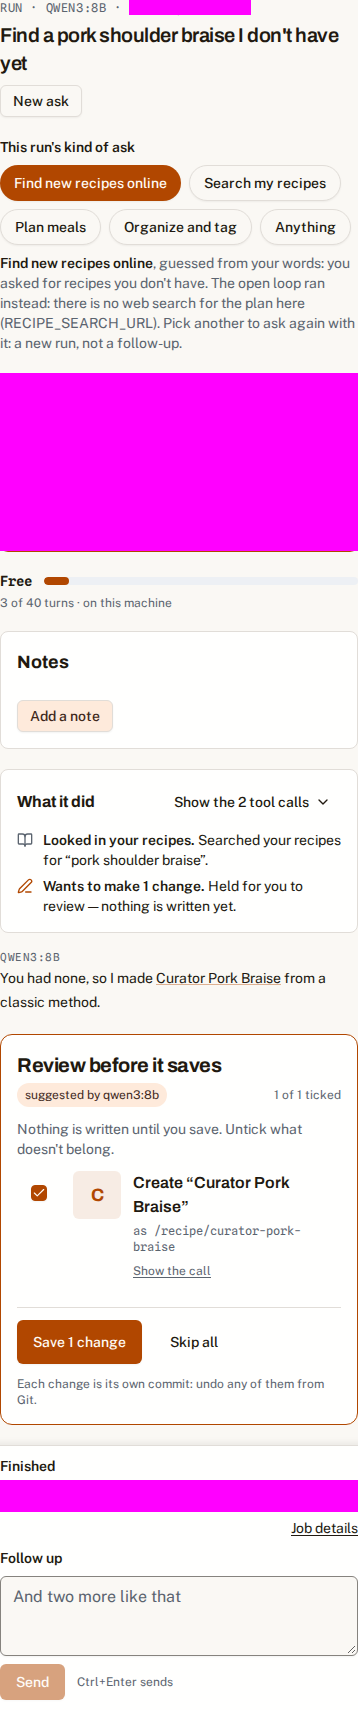 RUN · QWEN3:8B ·
Find a pork shoulder braise I don't have
yet
New ask
This run's kind of ask
Find new recipes online
Search my recipes
Plan meals
Organize and tag
Anything
Find new recipes online, guessed from your words: you
asked for recipes you don't have. The open loop ran
instead: there is no web search for the plan here
(RECIPE_SEARCH_URL). Pick another to ask again with
it: a new run, not a follow-up.
Free
3 of 40 turns · on this machine
Notes
Add a note
What it did
Show the 2 tool calls
Looked in your recipes. Searched your recipes
for “pork shoulder braise”.
Wants to make 1 change. Held for you to
review — nothing is written yet.
QWEN3:8B
You had none, so I made Curator Pork Braise from a
classic method.
Review before it saves
suggested by qwen3:8b
1 of 1 ticked
Nothing is written until you save. Untick what
doesn't belong.
C
Create “Curator Pork
Braise”
as /recipe/curator-pork-
braise
Show the call
Save 1 change
Skip all
Each change is its own commit: undo any of them from
Git.
Finished
Job details
Follow up
And two more like that
Send
Ctrl+Enter sends